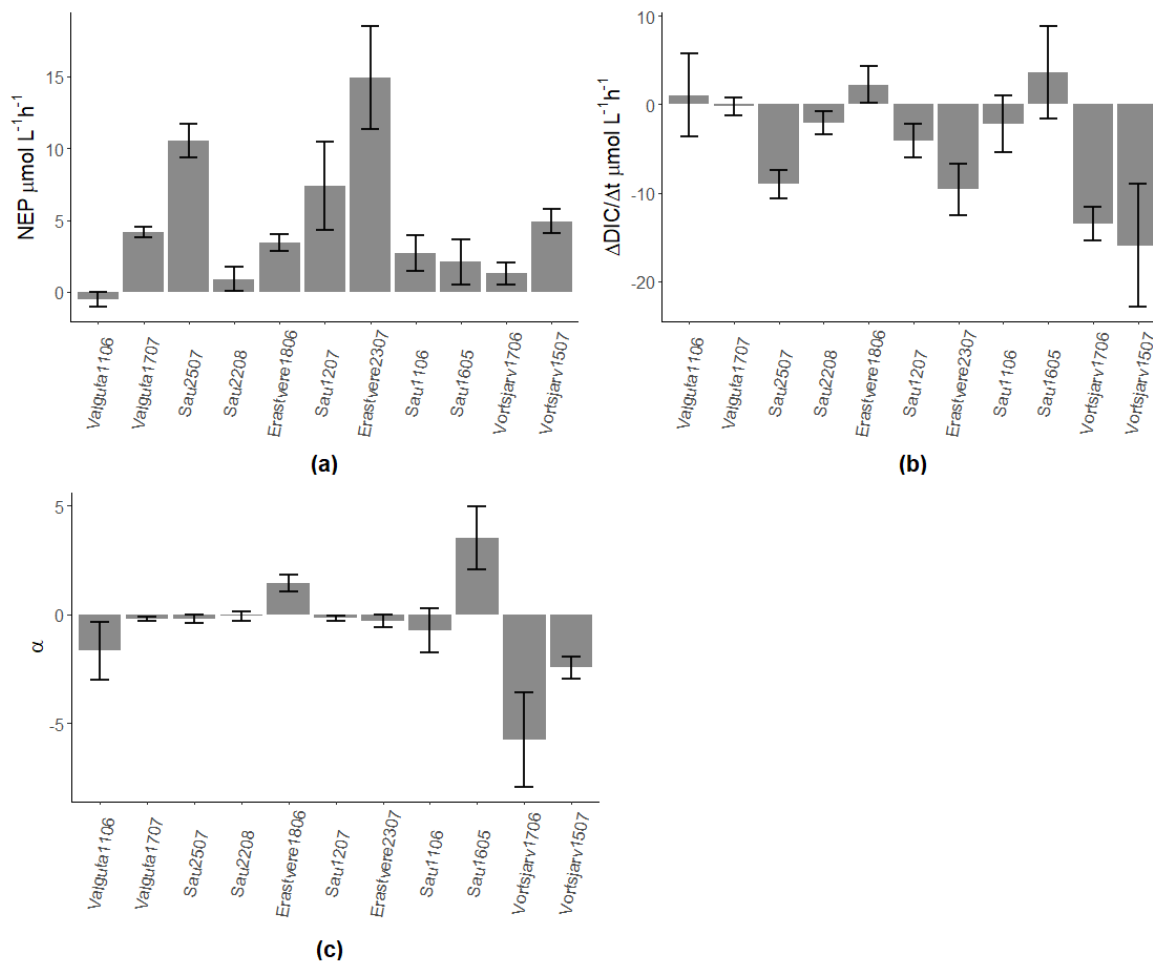 NEP μmol L⁻¹h⁻¹
15
10
5
0
Valguta1106
Valguta1707
Sau2507
Sau2208
Erastvere1806
Sau1207
Erastvere2307
Sau1106
Sau1605
Vortsjarv1706
Vortsjarv1507
(a)
ΔDIC/Δt μmol L⁻¹h⁻¹
10
0
-10
-20
Valguta1106
Valguta1707
Sau2507
Sau2208
Erastvere1806
Sau1207
Erastvere2307
Sau1106
Sau1605
Vortsjarv1706
Vortsjarv1507
(b)
α
5
0
-5
Valguta1106
Valguta1707
Sau2507
Sau2208
Erastvere1806
Sau1207
Erastvere2307
Sau1106
Sau1605
Vortsjarv1706
Vortsjarv1507
(c)